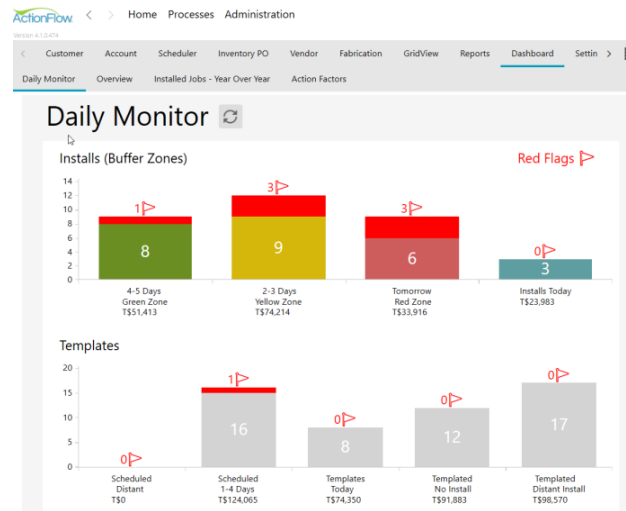 ActionFlow
Version 4.1.0.474
Home Processes Administration
Customer Account Scheduler Inventory PO Vendor Fabrication GridView Reports Dashboard Settin
Daily Monitor Overview Installed Jobs - Year Over Year Action Factors
Daily Monitor
Installs (Buffer Zones)
Red Flags
14
12
10
8
6
4
2
0
1
3
3
0
8
9
6
3
4-5 Days 2-3 Days Tomorrow Installs Today
Green Zone Yellow Zone Red Zone T$23,983
T$51,413 T$74,214 T$33,916
Templates
20
15
10
5
0
0
1
0
0
0
16
8
12
17
Scheduled Scheduled Templates Templated Templated
Distant 1-4 Days Today No Install Distant Install
T$0 T$124,065 T$74,350 T$91,883 T$98,570